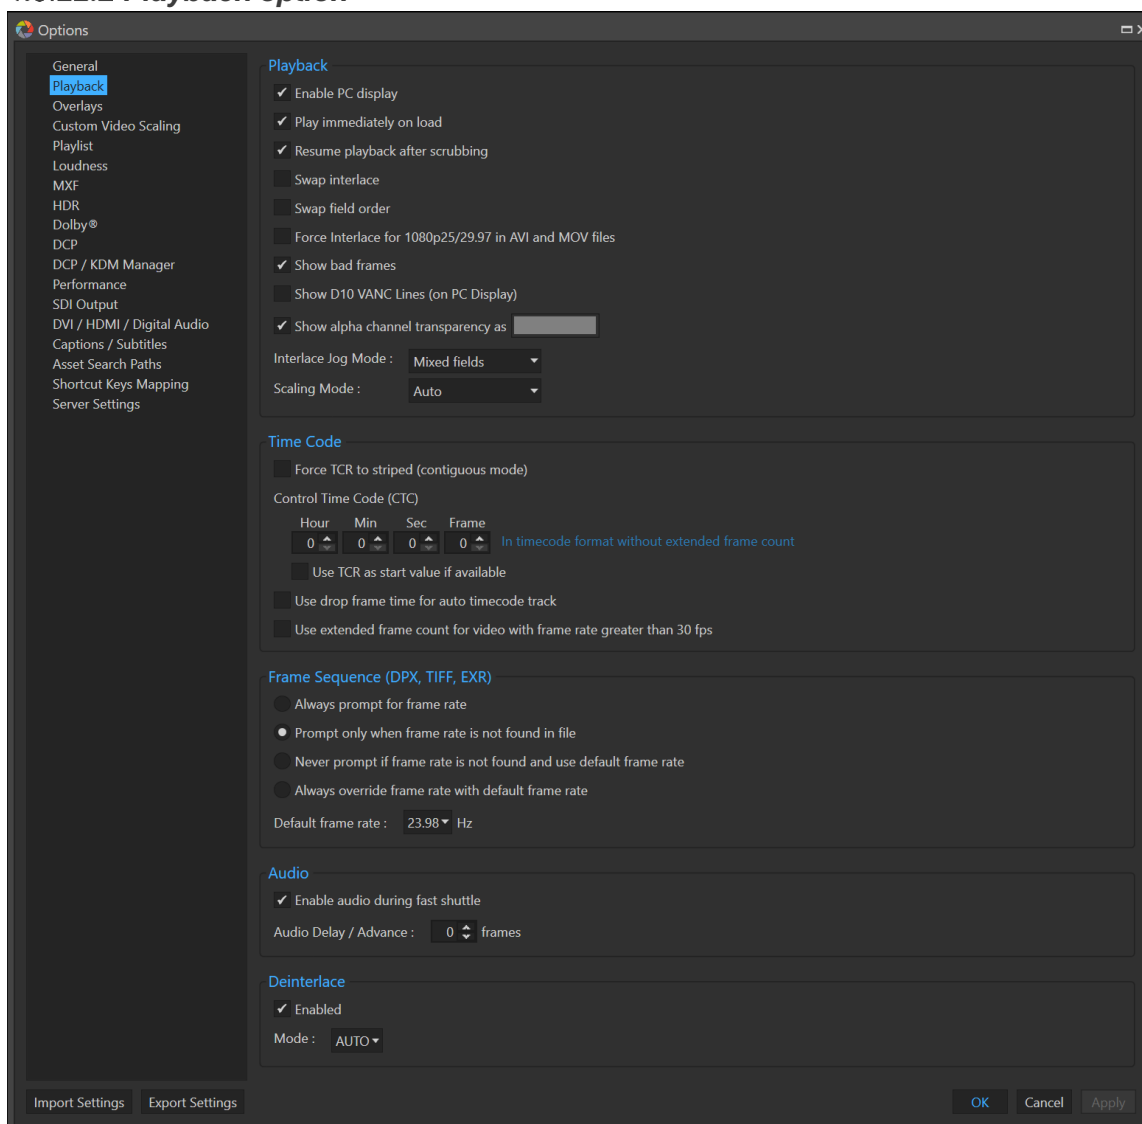 Playback option
Options
General
Playback
Overlays
Custom Video Scaling
Playlist
Loudness
MXF
HDR
Dolby®
DCP
DCP / KDM Manager
Performance
SDI Output
DVI / HDMI / Digital Audio
Captions / Subtitles
Asset Search Paths
Shortcut Keys Mapping
Server Settings
Playback
Enable PC display
Play immediately on load
Resume playback after scrubbing
Swap interlace
Swap field order
Force Interlace for 1080p25/29.97 in AVI and MOV files
Show bad frames
Show D10 VANC Lines (on PC Display)
Show alpha channel transparency as
Interlace Jog Mode : Mixed fields
Scaling Mode : Auto
Time Code
Force TCR to striped (contiguous mode)
Control Time Code (CTC)
Hour Min Sec Frame
0 0 0 0 In timecode format without extended frame count
Use TCR as start value if available
Use drop frame time for auto timecode track
Use extended frame count for video with frame rate greater than 30 fps
Frame Sequence (DPX, TIFF, EXR)
Always prompt for frame rate
Prompt only when frame rate is not found in file
Never prompt if frame rate is not found and use default frame rate
Always override frame rate with default frame rate
Default frame rate : 23.98 Hz
Audio
Enable audio during fast shuttle
Audio Delay / Advance : 0 frames
Deinterlace
Enabled
Mode : AUTO
Import Settings Export Settings OK Cancel Apply